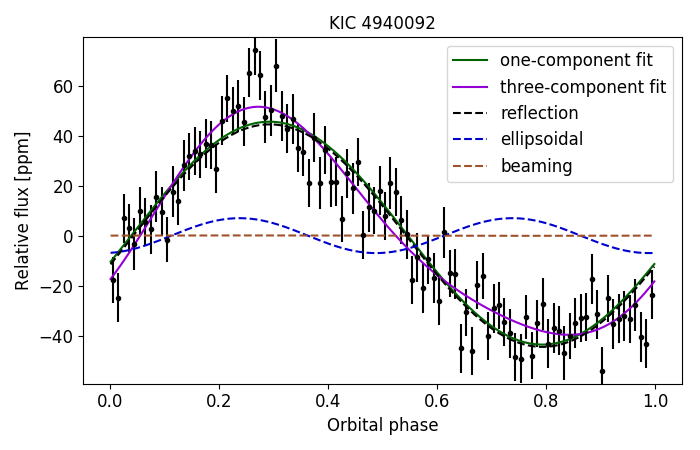 KIC 4940092
one-component fit
three-component fit
reflection
ellipsoidal
beaming
Relative flux [ppm]
60
40
20
0
−20
−40
0.0 0.2 0.4 0.6 0.8 1.0
Orbital phase